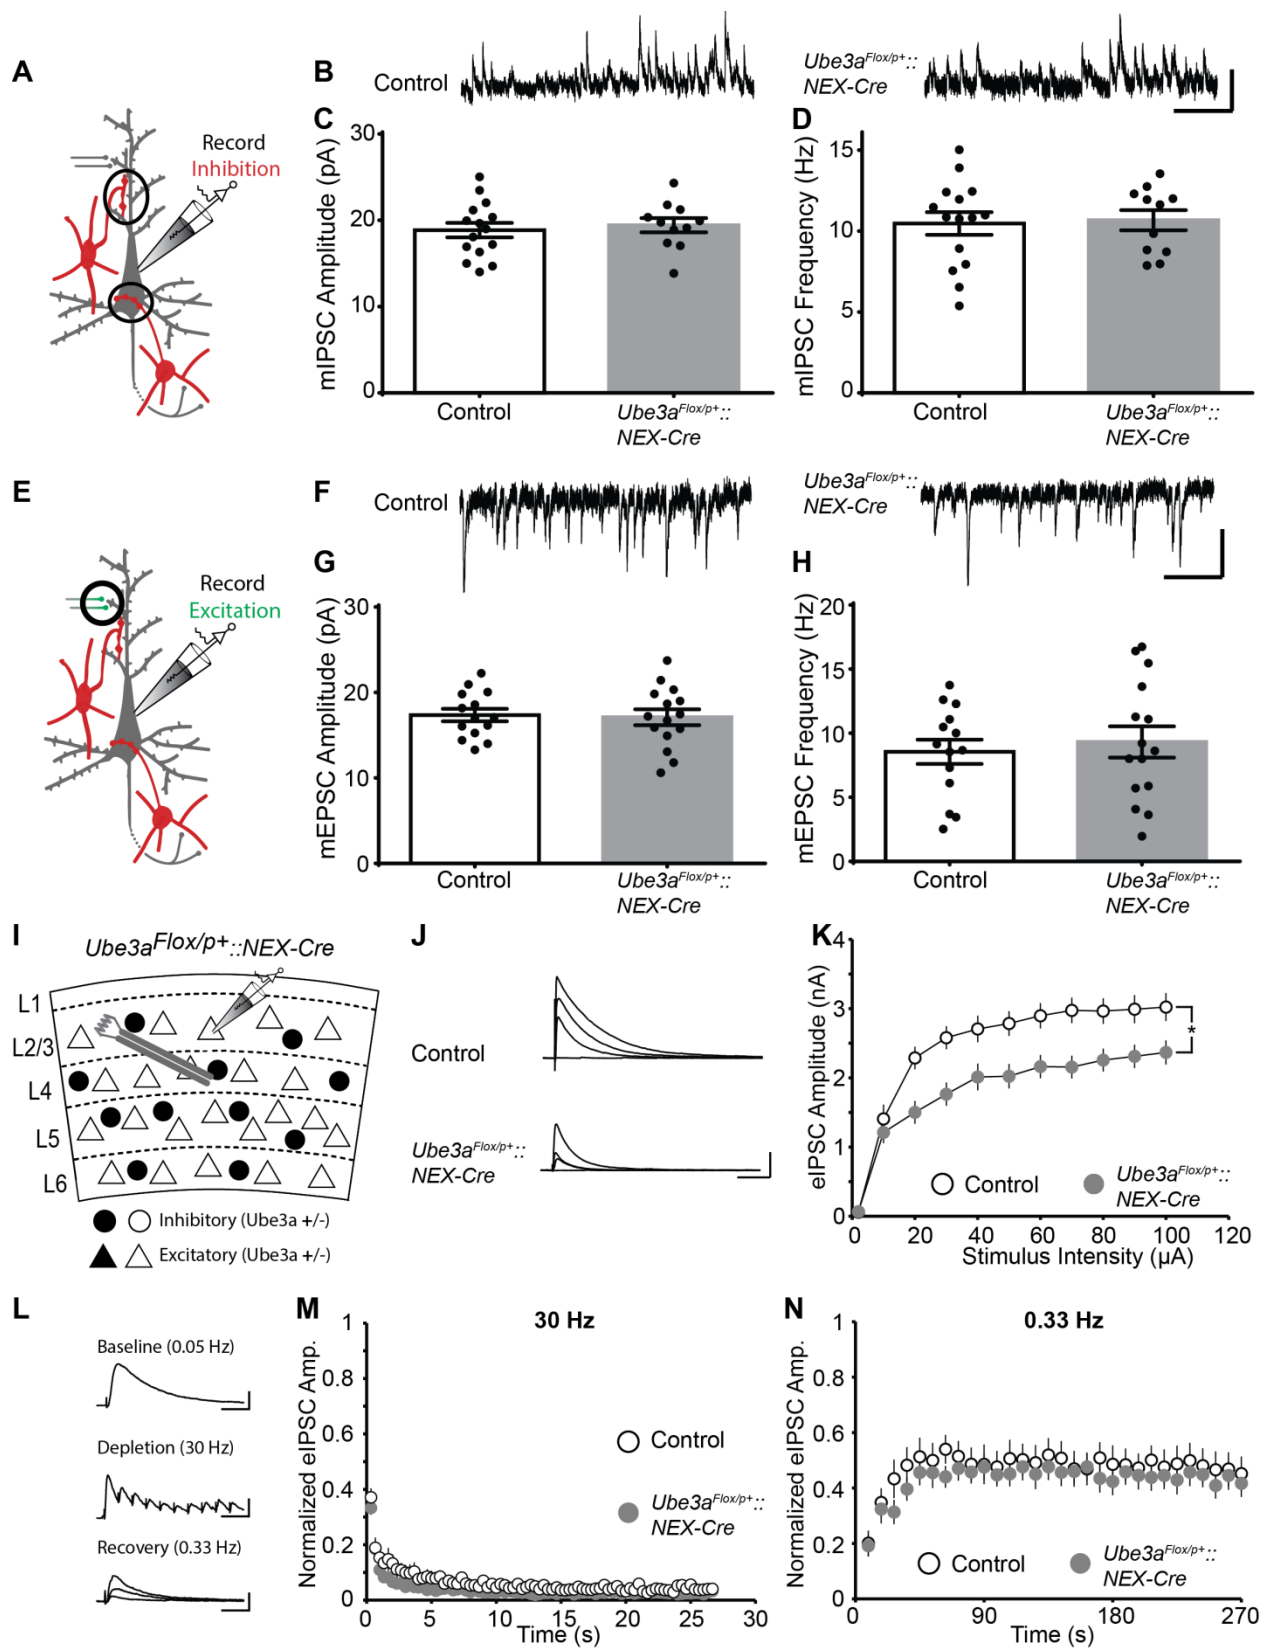 A
Record
Inhibition
B
Control
Ube3aFlox/p+::
NEX-Cre
C
mIPSC Amplitude (pA)
30
20
10
0
Control
Ube3aFlox/p+::
NEX-Cre
D
mIPSC Frequency (Hz)
15
10
5
0
Control
Ube3aFlox/p+::
NEX-Cre
E
Record
Excitation
F
Control
Ube3aFlox/p+::
NEX-Cre
G
mEPSC Amplitude (pA)
30
20
10
0
Control
Ube3aFlox/p+::
NEX-Cre
H
mEPSC Frequency (Hz)
20
15
10
5
0
Control
Ube3aFlox/p+::
NEX-Cre
I
Ube3aFlox/p+::NEX-Cre
L1
L2/3
L4
L5
L6
Inhibitory (Ube3a +/-)
Excitatory (Ube3a +/-)
J
Control
Ube3aFlox/p+::
NEX-Cre
K
eIPSC Amplitude (nA)
4
3
2
1
0
*
Control
Ube3aFlox/p+::
NEX-Cre
0 20 40 60 80 100 120
Stimulus Intensity (µA)
L
Baseline (0.05 Hz)
Depletion (30 Hz)
Recovery (0.33 Hz)
M
30 Hz
Normalized eIPSC Amp.
1
0.8
0.6
0.4
0.2
0
Control
Ube3aFlox/p+::
NEX-Cre
0 5 10 15 20 25 30
Time (s)
N
0.33 Hz
Normalized eIPSC Amp.
1
0.8
0.6
0.4
0.2
0
Control
Ube3aFlox/p+::
NEX-Cre
0 90 180 270
Time (s)